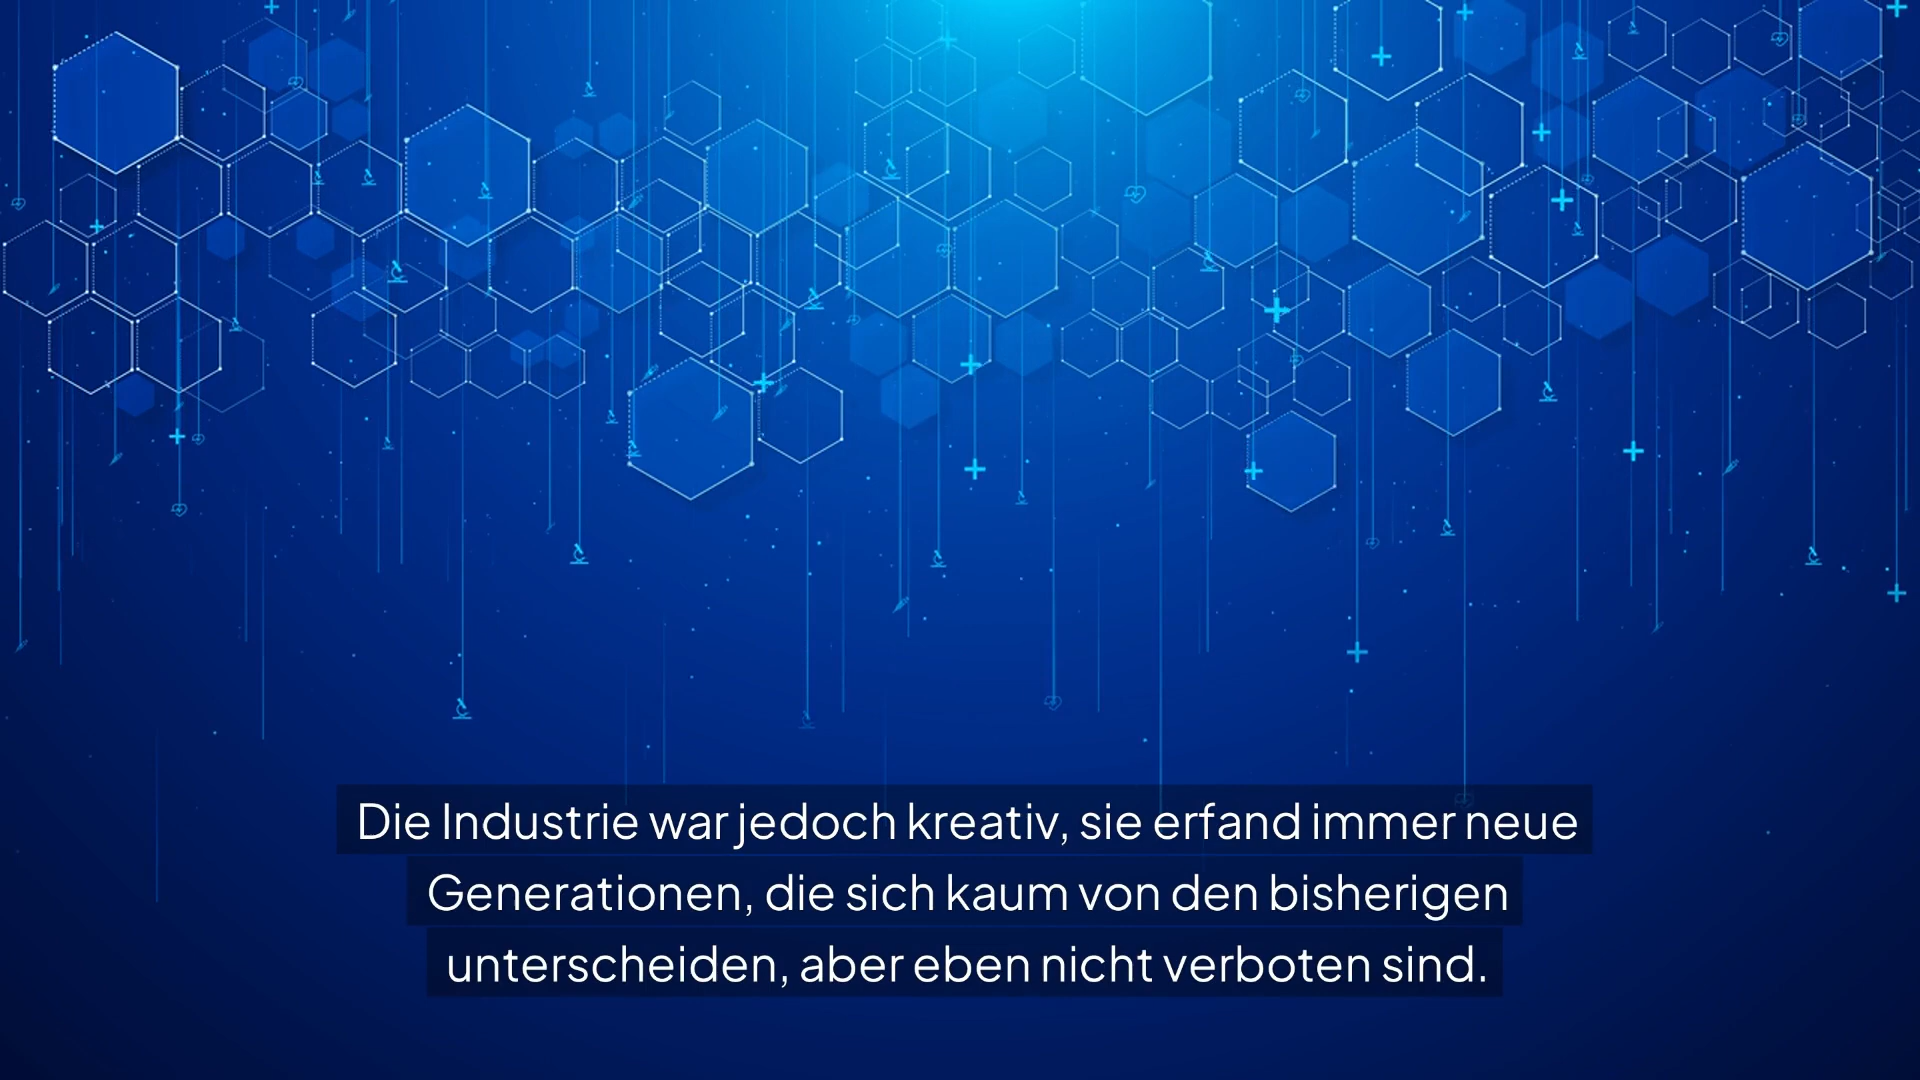 Die Industrie war jedoch kreativ, sie erfand immer neue
Generationen, die sich kaum von den bisherigen
unterscheiden, aber eben nicht verboten sind.